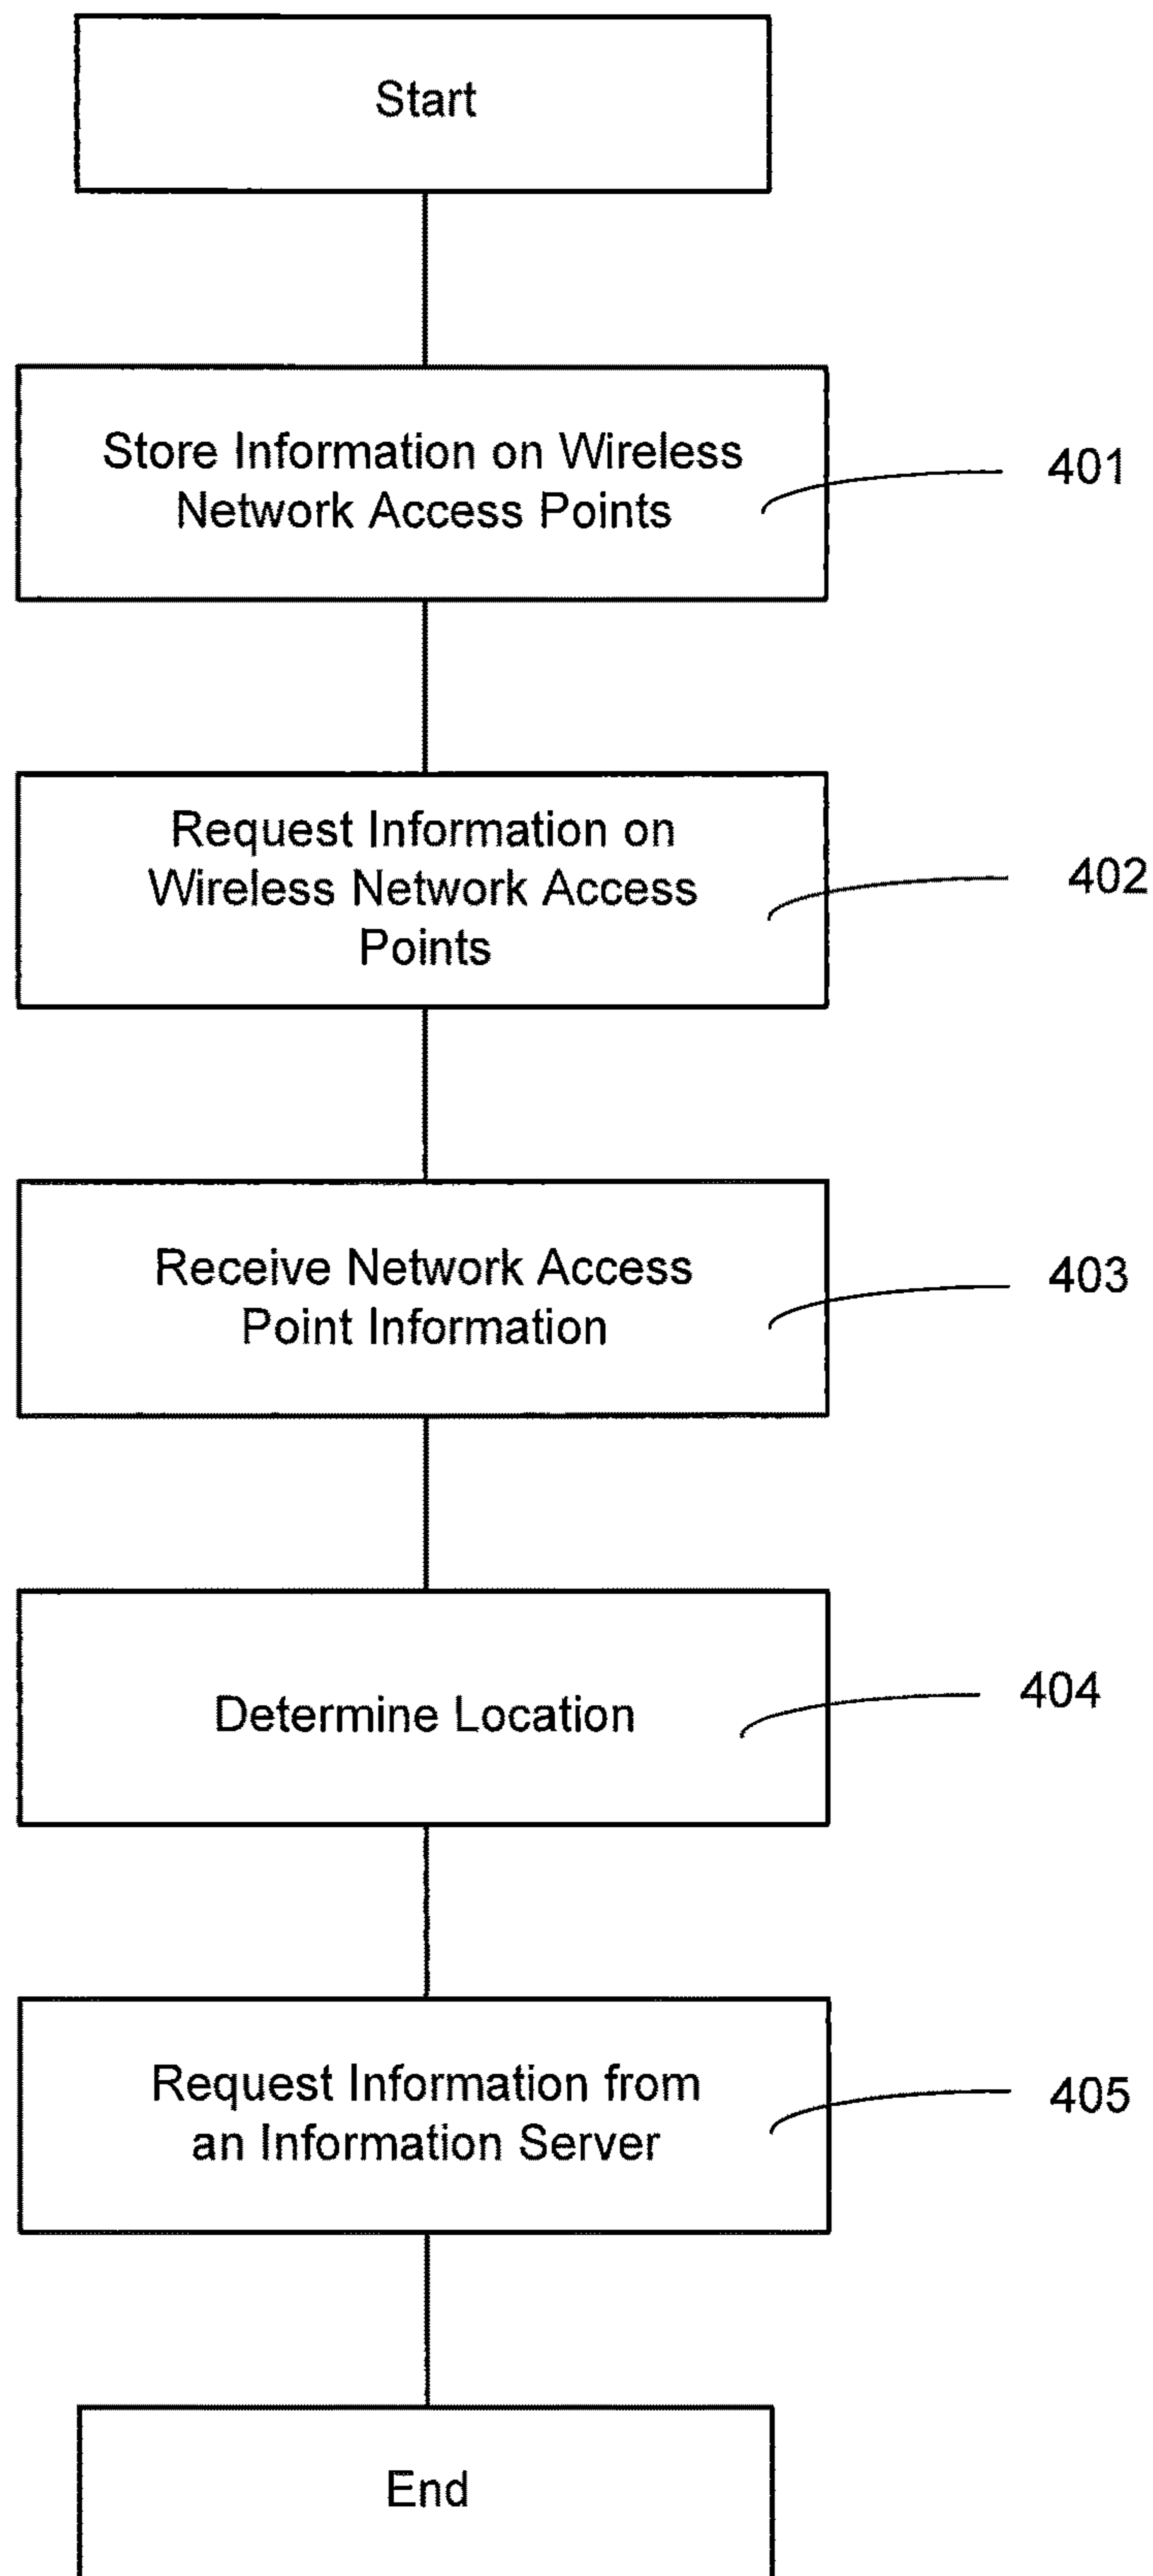 Start
Store Information on Wireless
Network Access Points
401
Request Information on
Wireless Network Access
Points
402
Receive Network Access
Point Information
403
Determine Location
404
Request Information from
an Information Server
405
End